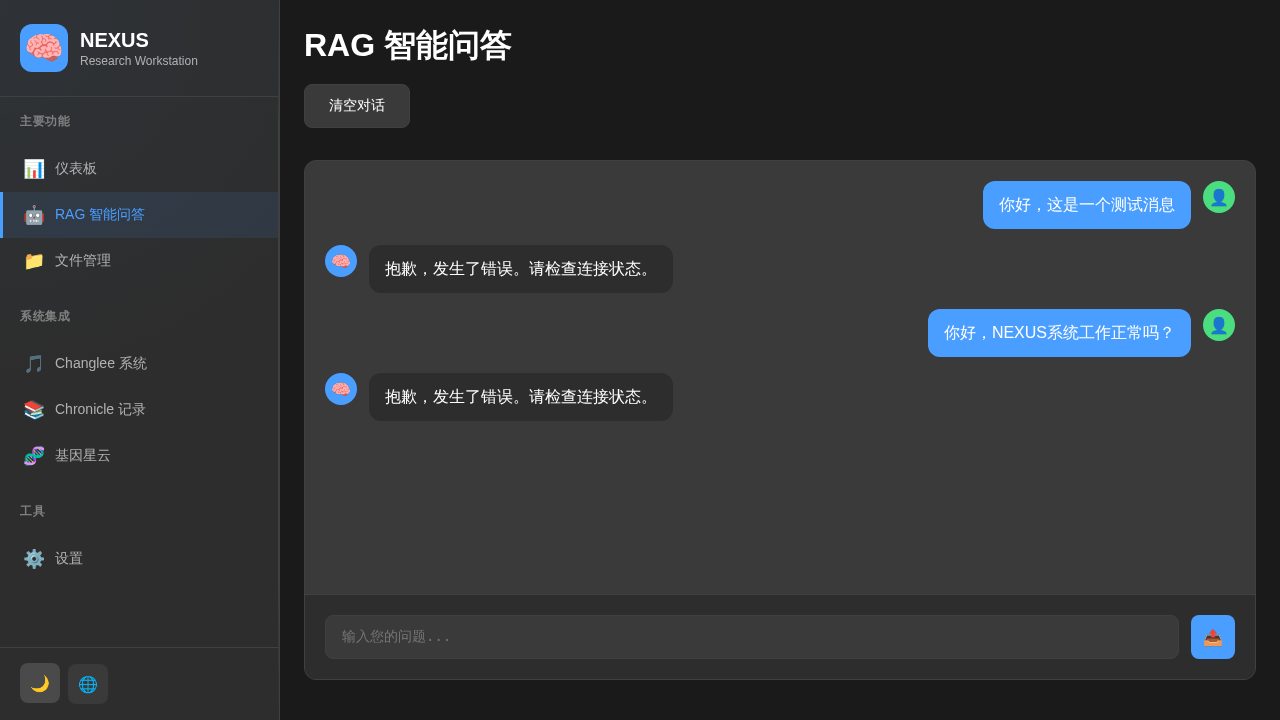 NEXUS
Research Workstation
主要功能
仪表板
RAG 智能问答
文件管理
系统集成
Changlee 系统
Chronicle 记录
基因星云
工具
设置
RAG 智能问答
清空对话
你好，这是一个测试消息
抱歉，发生了错误。请检查连接状态。
你好，NEXUS系统工作正常吗？
抱歉，发生了错误。请检查连接状态。
输入您的问题...